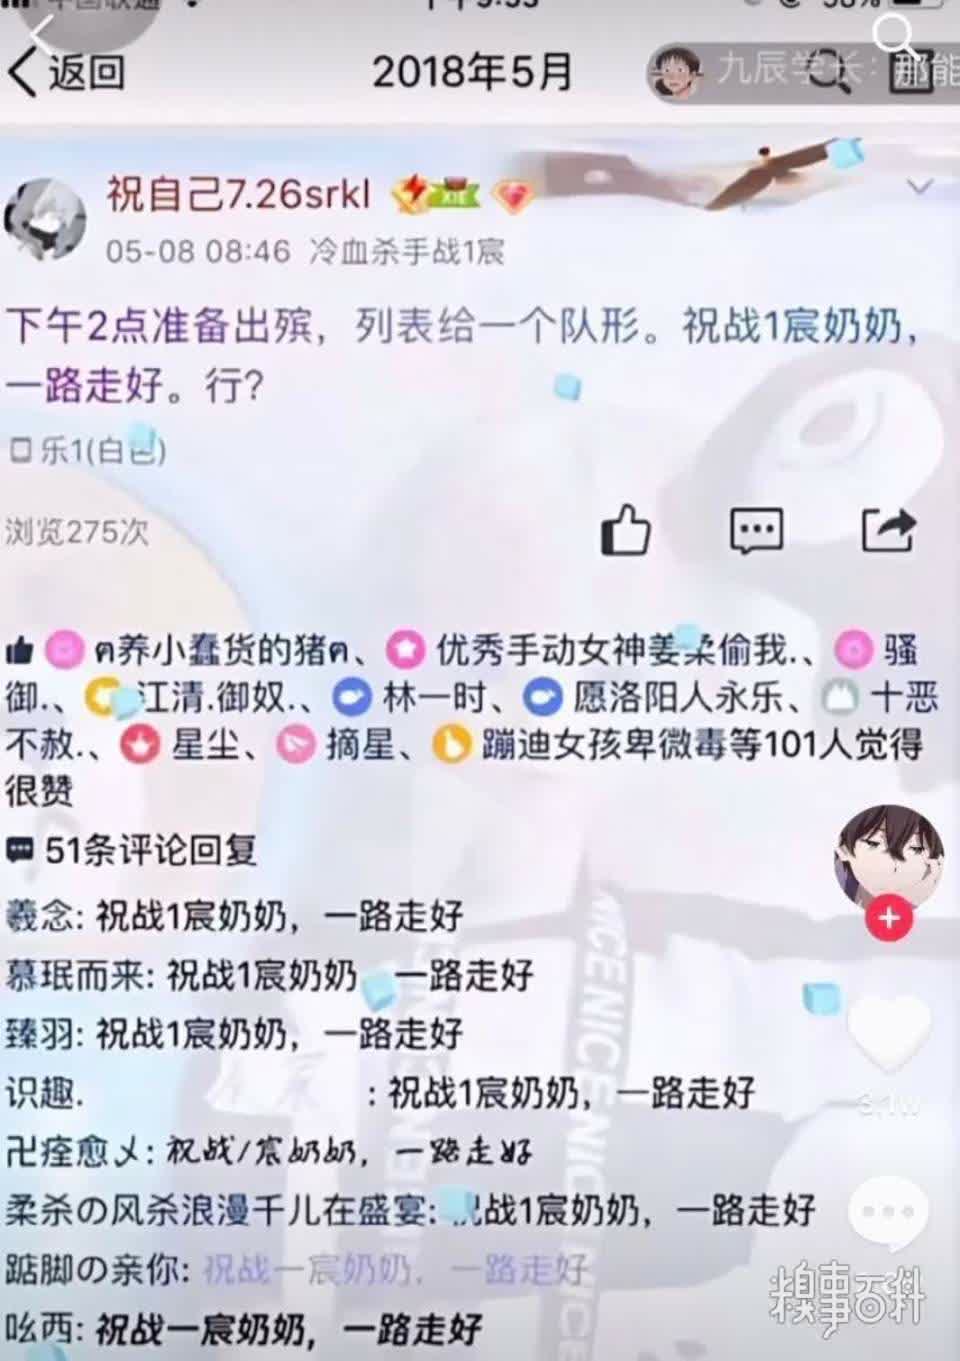 返回
2018年5月
九辰学长:
那能
祝自己7.26srkl
XIE
05-08 08:46 冷血杀手战1宸
下午2点准备出殡，列表给一个队形。祝战1宸奶奶，
一路走好。行?
乐1(白色)
浏览275次
ฅ养小蠢货的猪ฅ、优秀手动女神姜柔偷我.、骚
御.、江清.御奴.、林一时、愿洛阳人永乐、十恶
不赦.、星尘、摘星、蹦迪女孩卑微毒等101人觉得
很赞
51条评论回复
羲念: 祝战1宸奶奶，一路走好
慕珉而来: 祝战1宸奶奶 一路走好
臻羽: 祝战1宸奶奶，一路走好
识趣. : 祝战1宸奶奶，一路走好
卍痊愈乄: 祝战/宸奶奶，一路走好
柔杀の风杀浪漫千儿在盛宴: 祝战1宸奶奶，一路走好
踮脚の亲你: 祝战一宸奶奶，一路走好
吆西: 祝战一宸奶奶，一路走好
3.1w
糗事百科